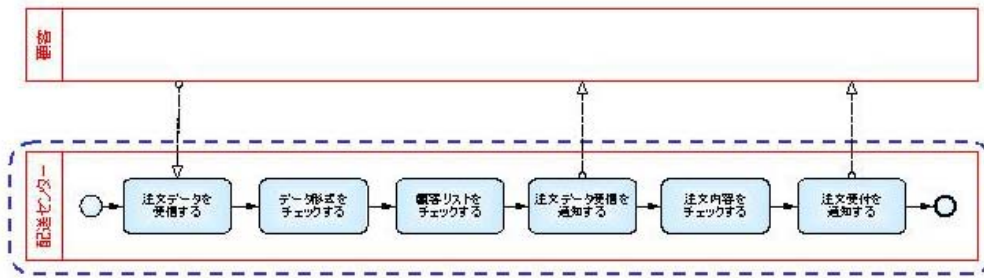 顧客
配送センター
注文データを
受信する
データ形式を
チェックする
顧客リストを
チェックする
注文データ受信を
通知する
注文内容を
チェックする
注文受付を
通知する